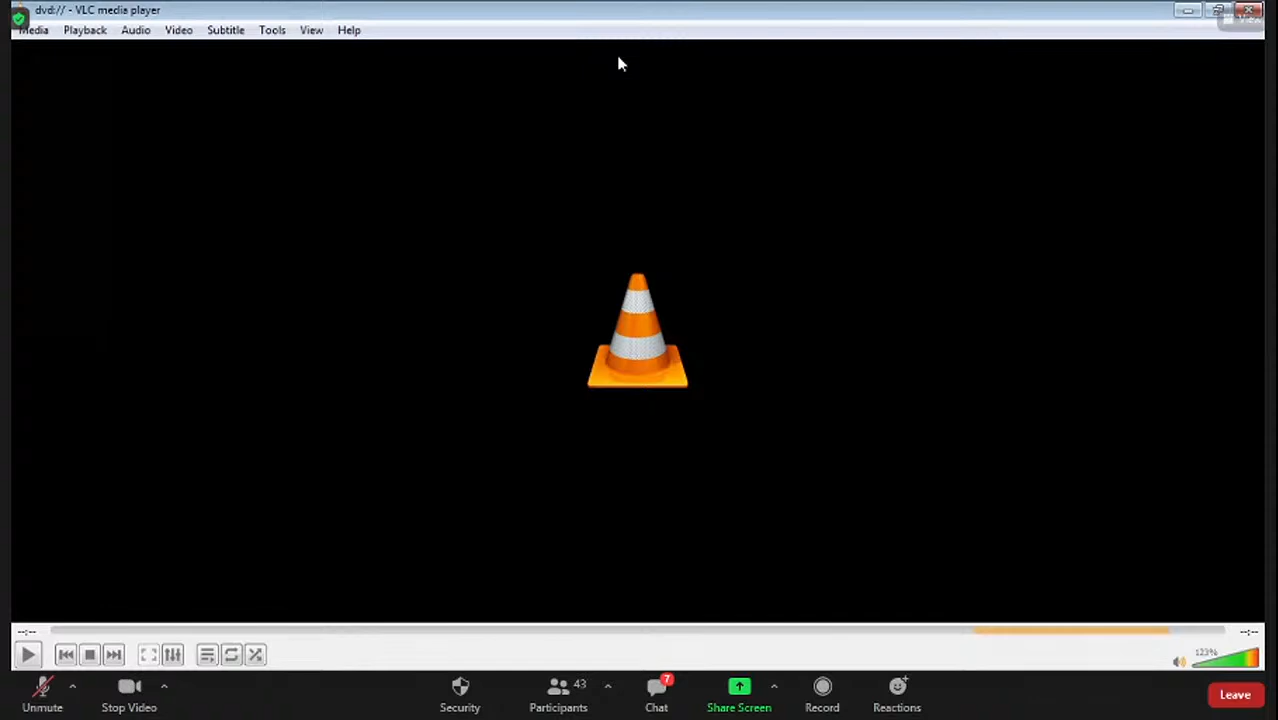 dvd:// - VLC media player
Media Playback Audio Video Subtitle Tools View Help
--:-- --:--
123%
43 7
Unmute Stop Video Security Participants Chat Share Screen Record Reactions Leave